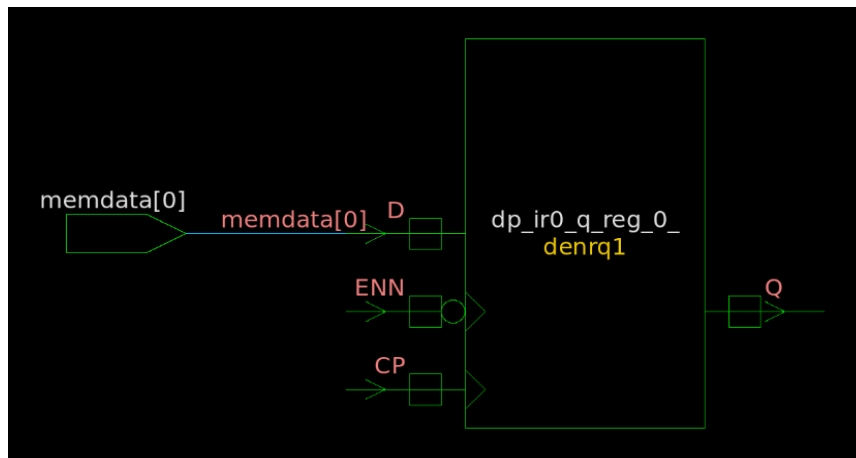 memdata[0]
memdata[0]
D
dp_ir0_q_reg_0_
denrq1
ENN
Q
CP